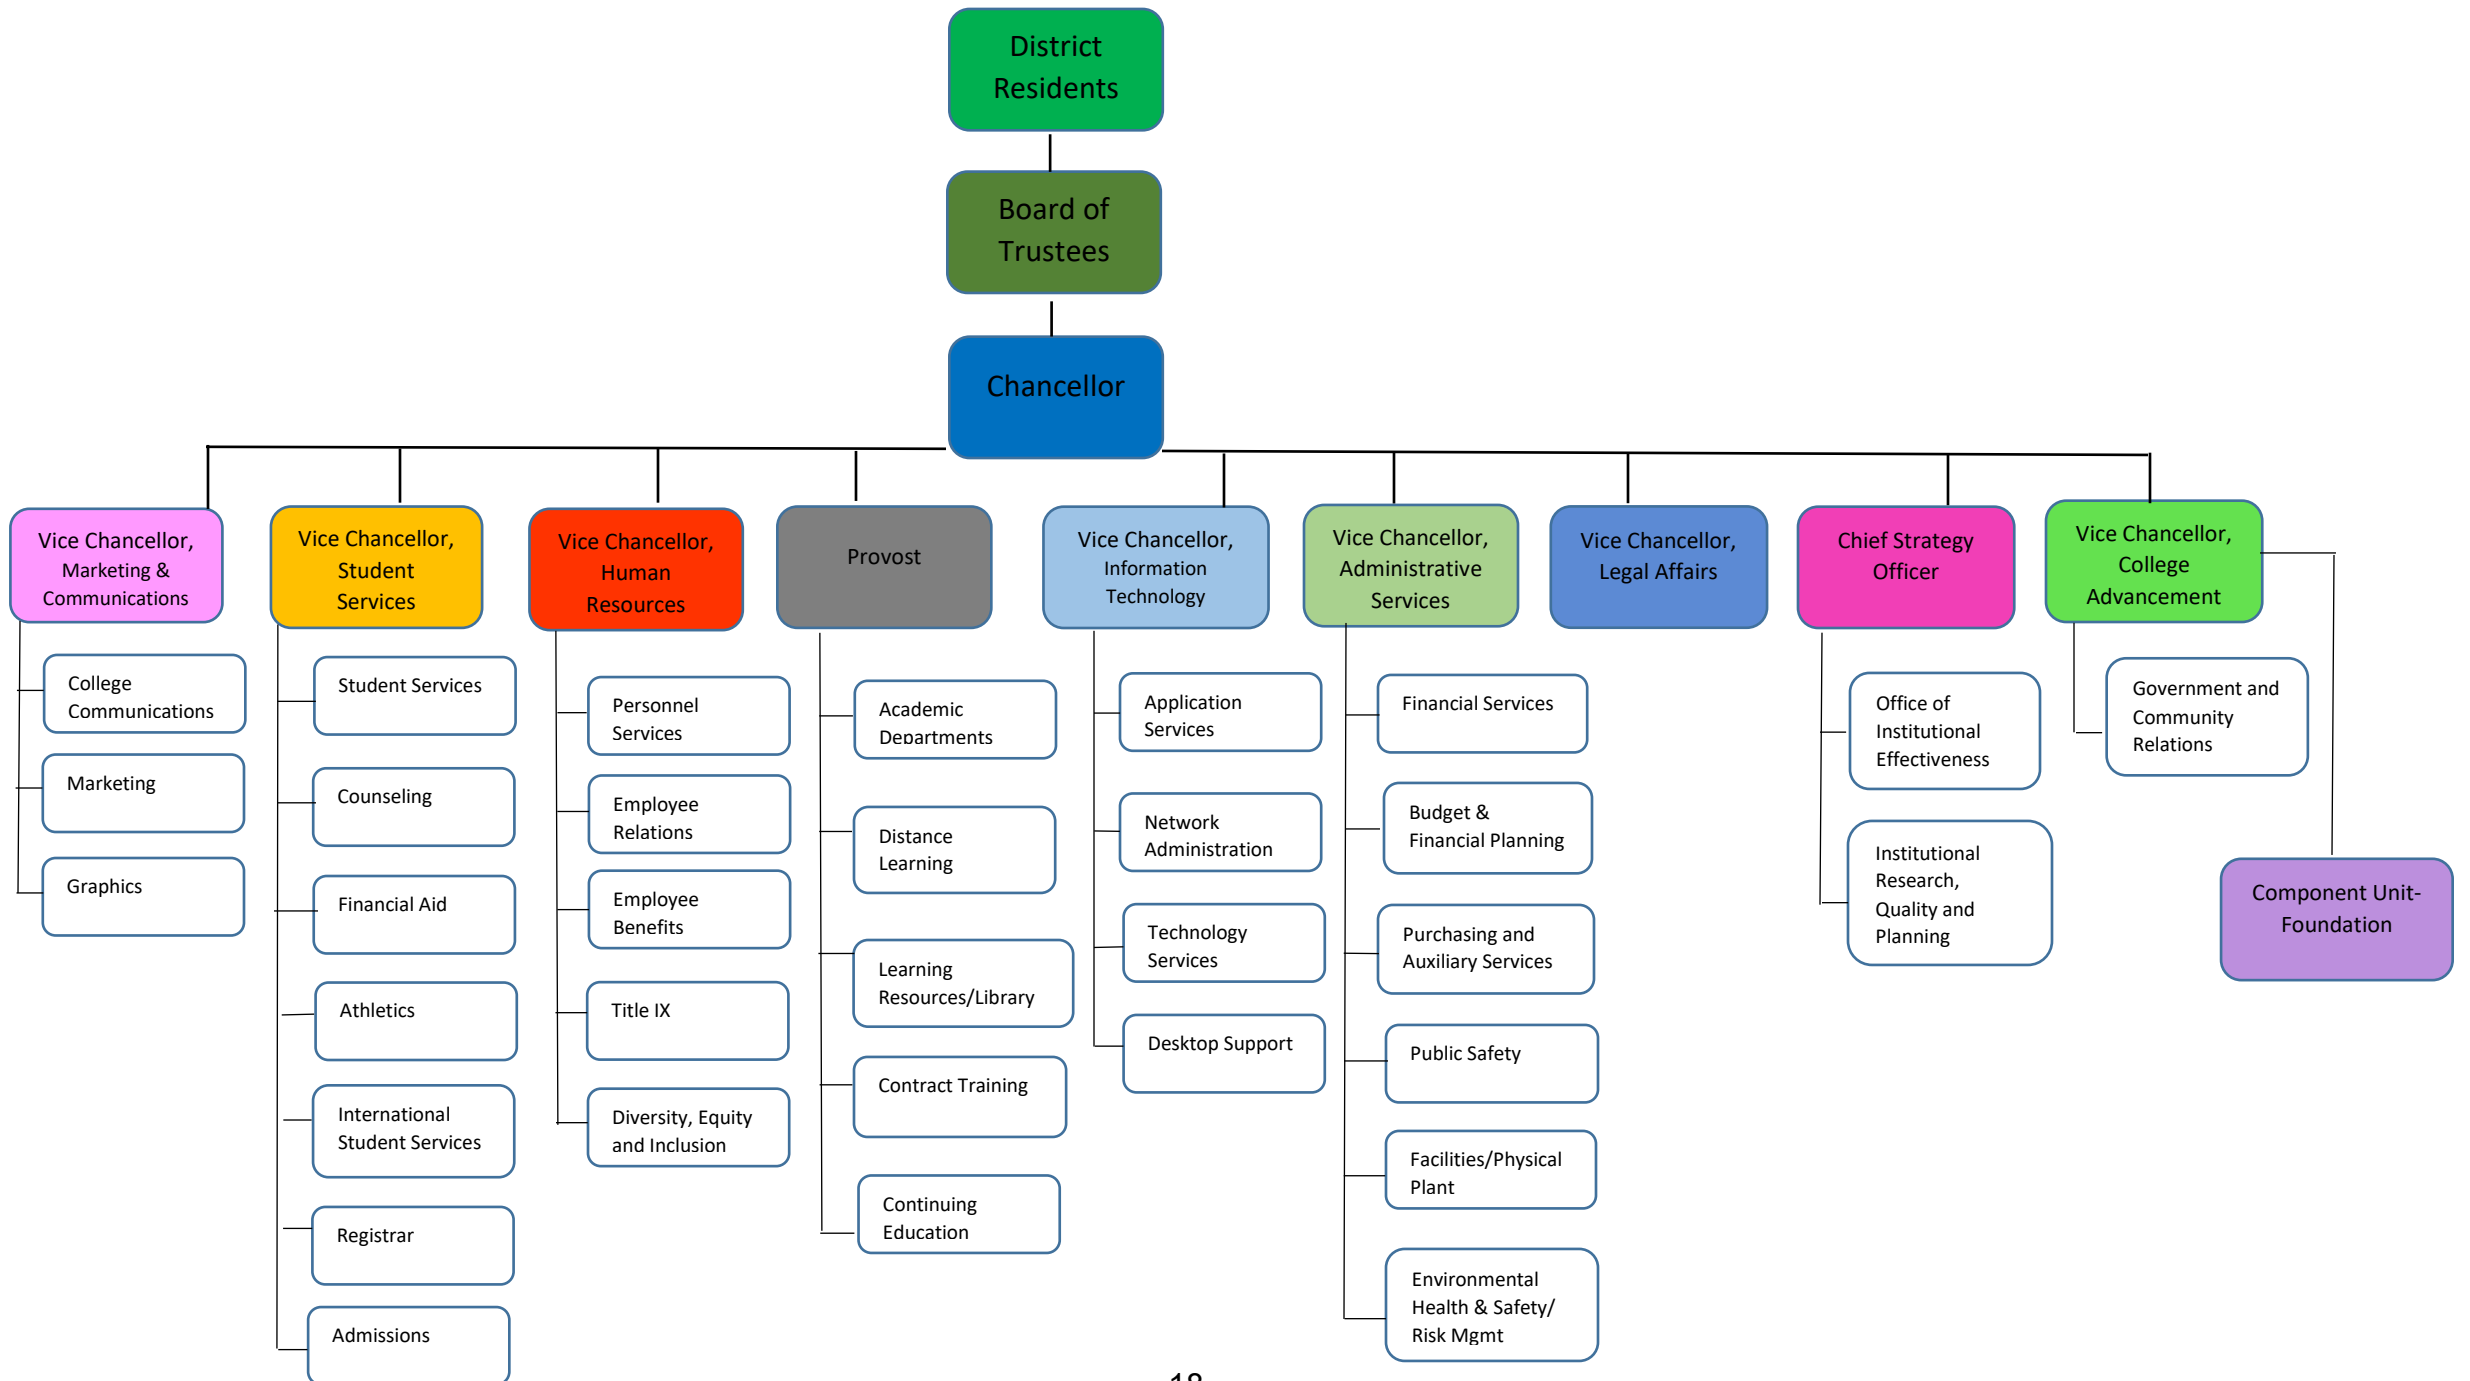 District
Residents
Board of
Trustees
Chancellor
Vice Chancellor,
Marketing &
Communications
Vice Chancellor,
Student
Services
Vice Chancellor,
Human
Resources
Provost
Vice Chancellor,
Information
Technology
Vice Chancellor,
Administrative
Services
Vice Chancellor,
Legal Affairs
Chief Strategy
Officer
Vice Chancellor,
College
Advancement
College
Communications
Marketing
Graphics
Student Services
Counseling
Financial Aid
Athletics
International
Student Services
Registrar
Admissions
Personnel
Services
Employee
Relations
Employee
Benefits
Title IX
Diversity, Equity
and Inclusion
Academic
Departments
Distance
Learning
Learning
Resources/Library
Contract Training
Continuing
Education
Application
Services
Network
Administration
Technology
Services
Desktop Support
Financial Services
Budget &
Financial Planning
Purchasing and
Auxiliary Services
Public Safety
Facilities/Physical
Plant
Environmental
Health & Safety/
Risk Mgmt
Office of
Institutional
Effectiveness
Institutional
Research,
Quality and
Planning
Government and
Community
Relations
Component Unit-
Foundation
18